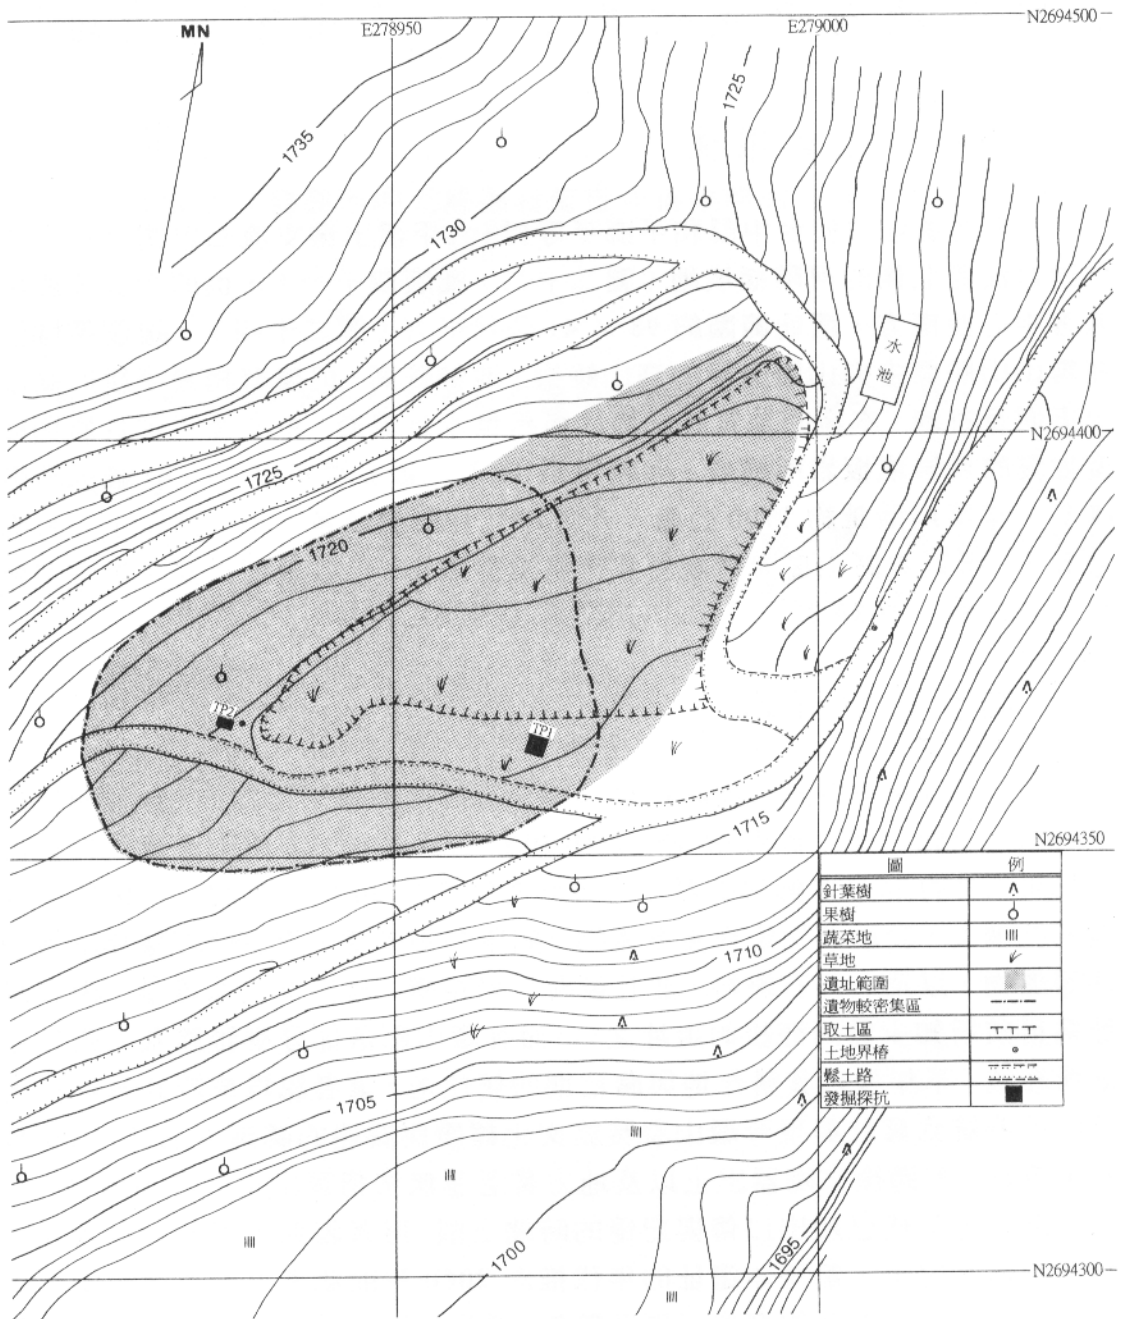 MN
E278950
E279000
N2694500
1725
1735
1730
水池
N2694400
1725
1720
TP2
TP1
1715
N2694350
圖例
針葉樹
果樹
蔬菜地
草地
遺址範圍
遺物較密集區
取土區
土地界樁
鬆土路
發掘探坑
1710
1705
1700
1695
N2694300